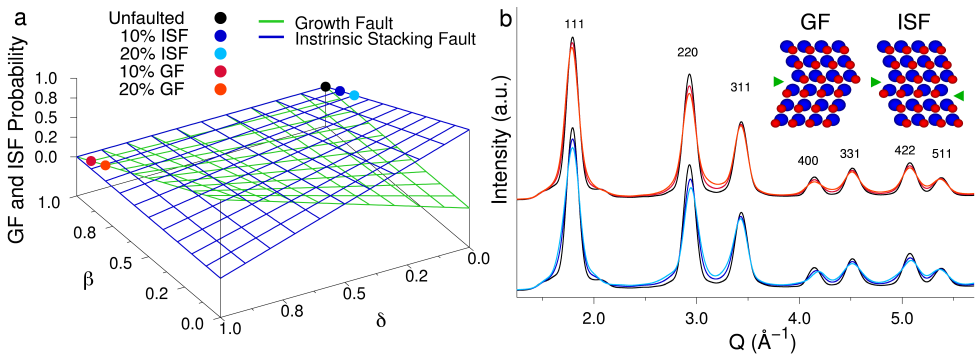 a
Unfaulted
10% ISF
20% ISF
10% GF
20% GF
Growth Fault
Instrinsic Stacking Fault
GF and ISF Probability
1.0
0.8
0.5
0.2
0.0
1.0
0.8
0.5
0.2
0.0
β
1.0
0.8
0.5
0.2
0.0
δ
b
Intensity (a.u.)
111
220
311
400
331
422
511
GF
ISF
2.0
3.0
4.0
5.0
Q (Å⁻¹)